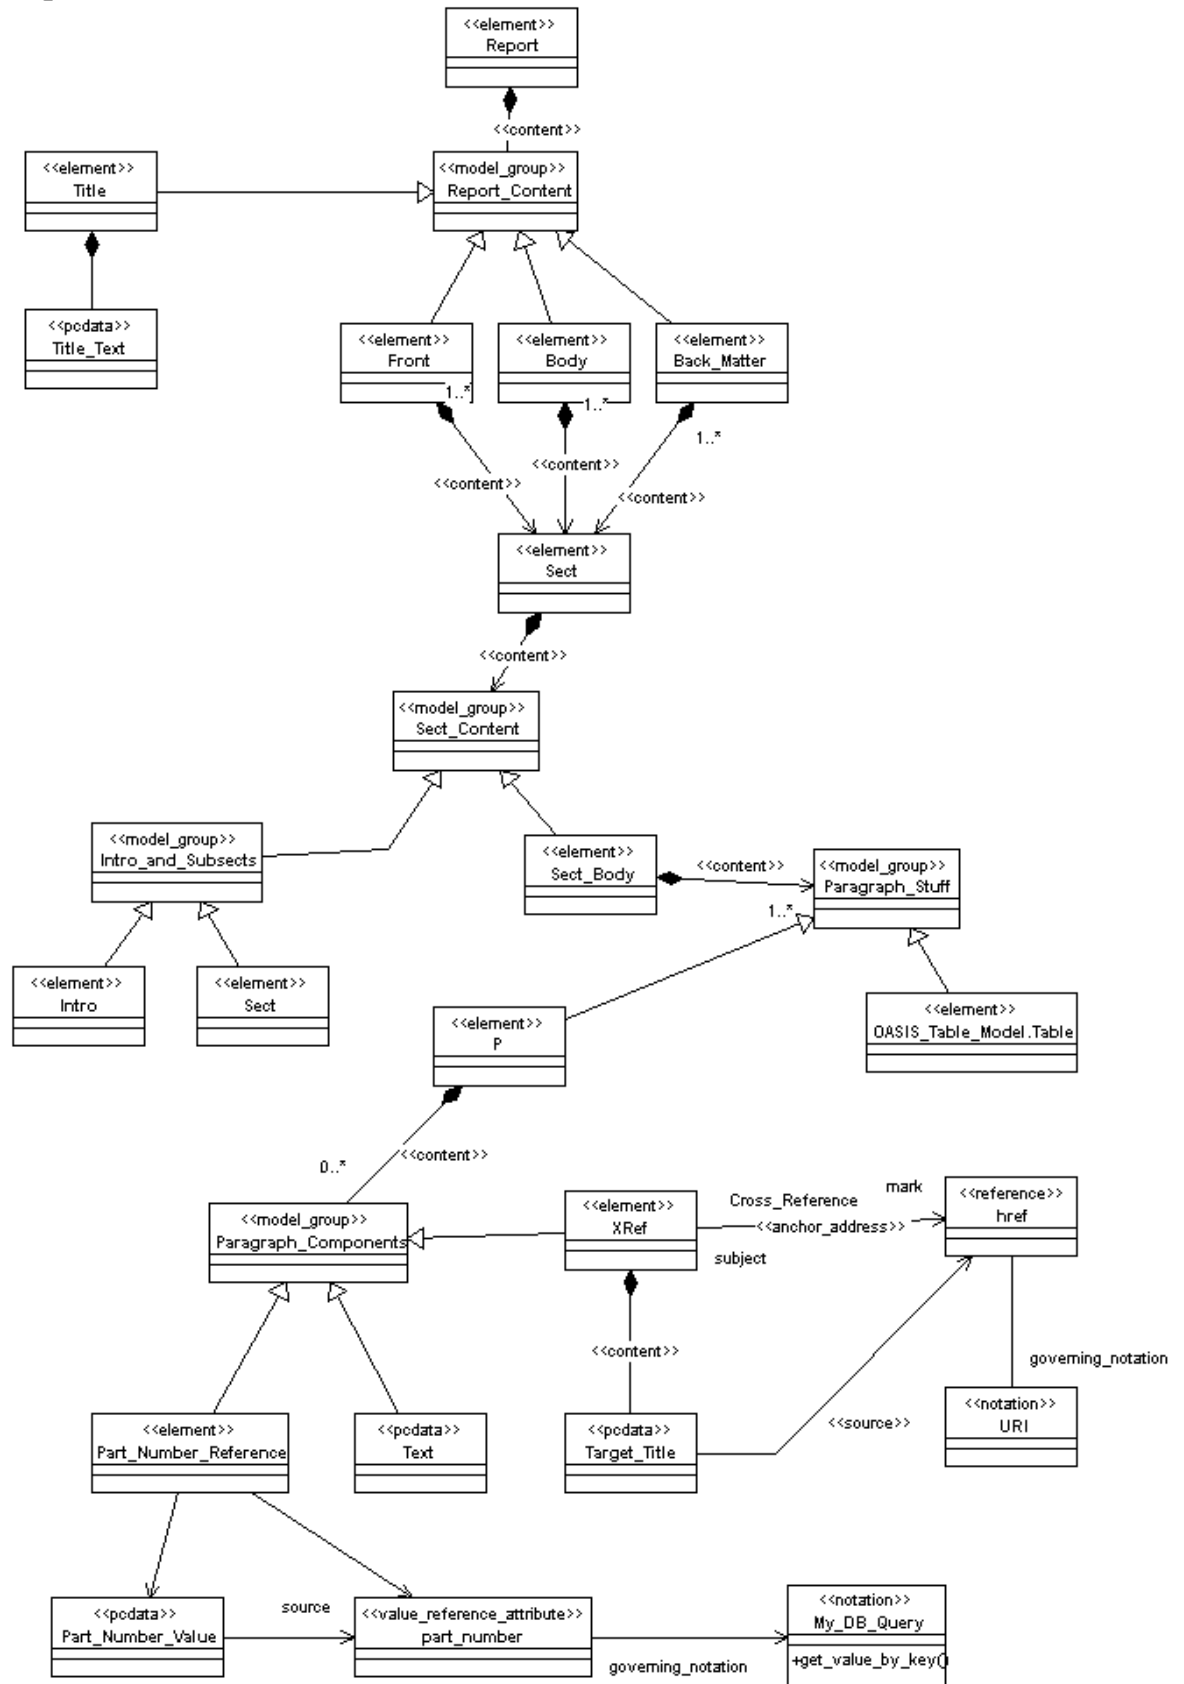 <<element>>
Report
<<content>>
<<element>>
Title
<<model_group>>
Report_Content
<<pcdata>>
Title_Text
<<element>>
Front
1..*
<<element>>
Body
1..*
<<element>>
Back_Matter
1..*
<<content>>
<<content>>
<<content>>
<<element>>
Sect
<<content>>
<<model_group>>
Sect_Content
<<model_group>>
Intro_and_Subsects
<<element>>
Sect_Body
<<content>>
<<model_group>>
Paragraph_Stuff
1..*
<<element>>
Intro
<<element>>
Sect
<<element>>
P
<<element>>
OASIS_Table_Model.Table
<<content>>
0..*
<<model_group>>
Paragraph_Components
<<element>>
XRef
Cross_Reference
<<anchor_address>>
mark
subject
<<reference>>
href
<<content>>
governing_notation
<<element>>
Part_Number_Reference
<<pcdata>>
Text
<<pcdata>>
Target_Title
<<source>>
<<notation>>
URI
<<pcdata>>
Part_Number_Value
source
<<value_reference_attribute>>
part_number
governing_notation
<<notation>>
My_DB_Query
+get_value_by_key()